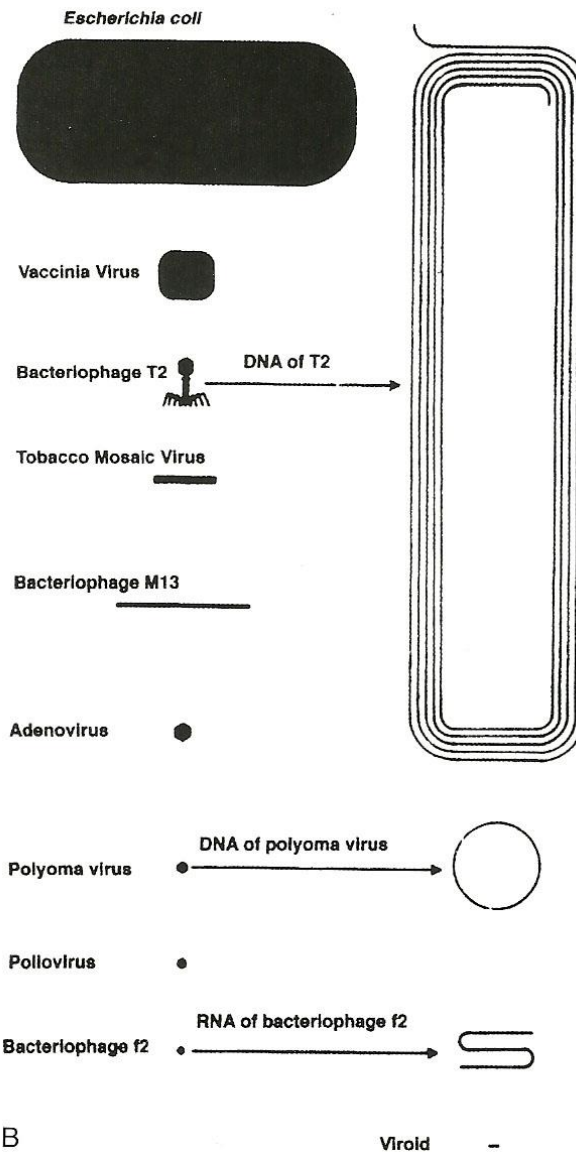 Escherichia coli
Vaccinia Virus
Bacteriophage T2
DNA of T2
Tobacco Mosaic Virus
Bacteriophage M13
Adenovirus
Polyoma virus
DNA of polyoma virus
Poliovirus
Bacteriophage f2
RNA of bacteriophage f2
B
Viroid